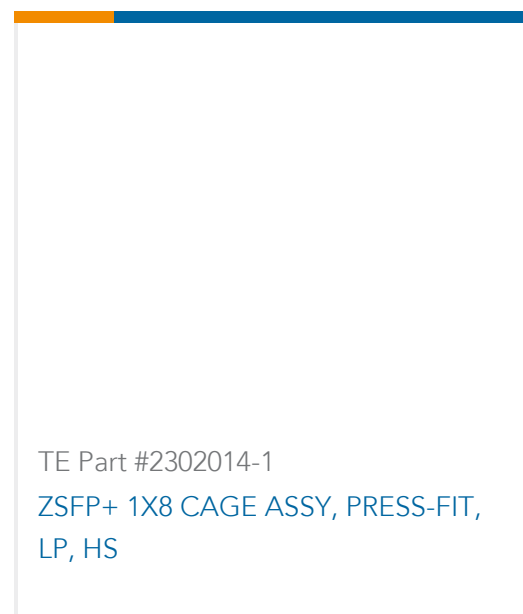 TE Part #2302014-1
ZSFP+ 1X8 CAGE ASSY, PRESS-FIT,
LP, HS